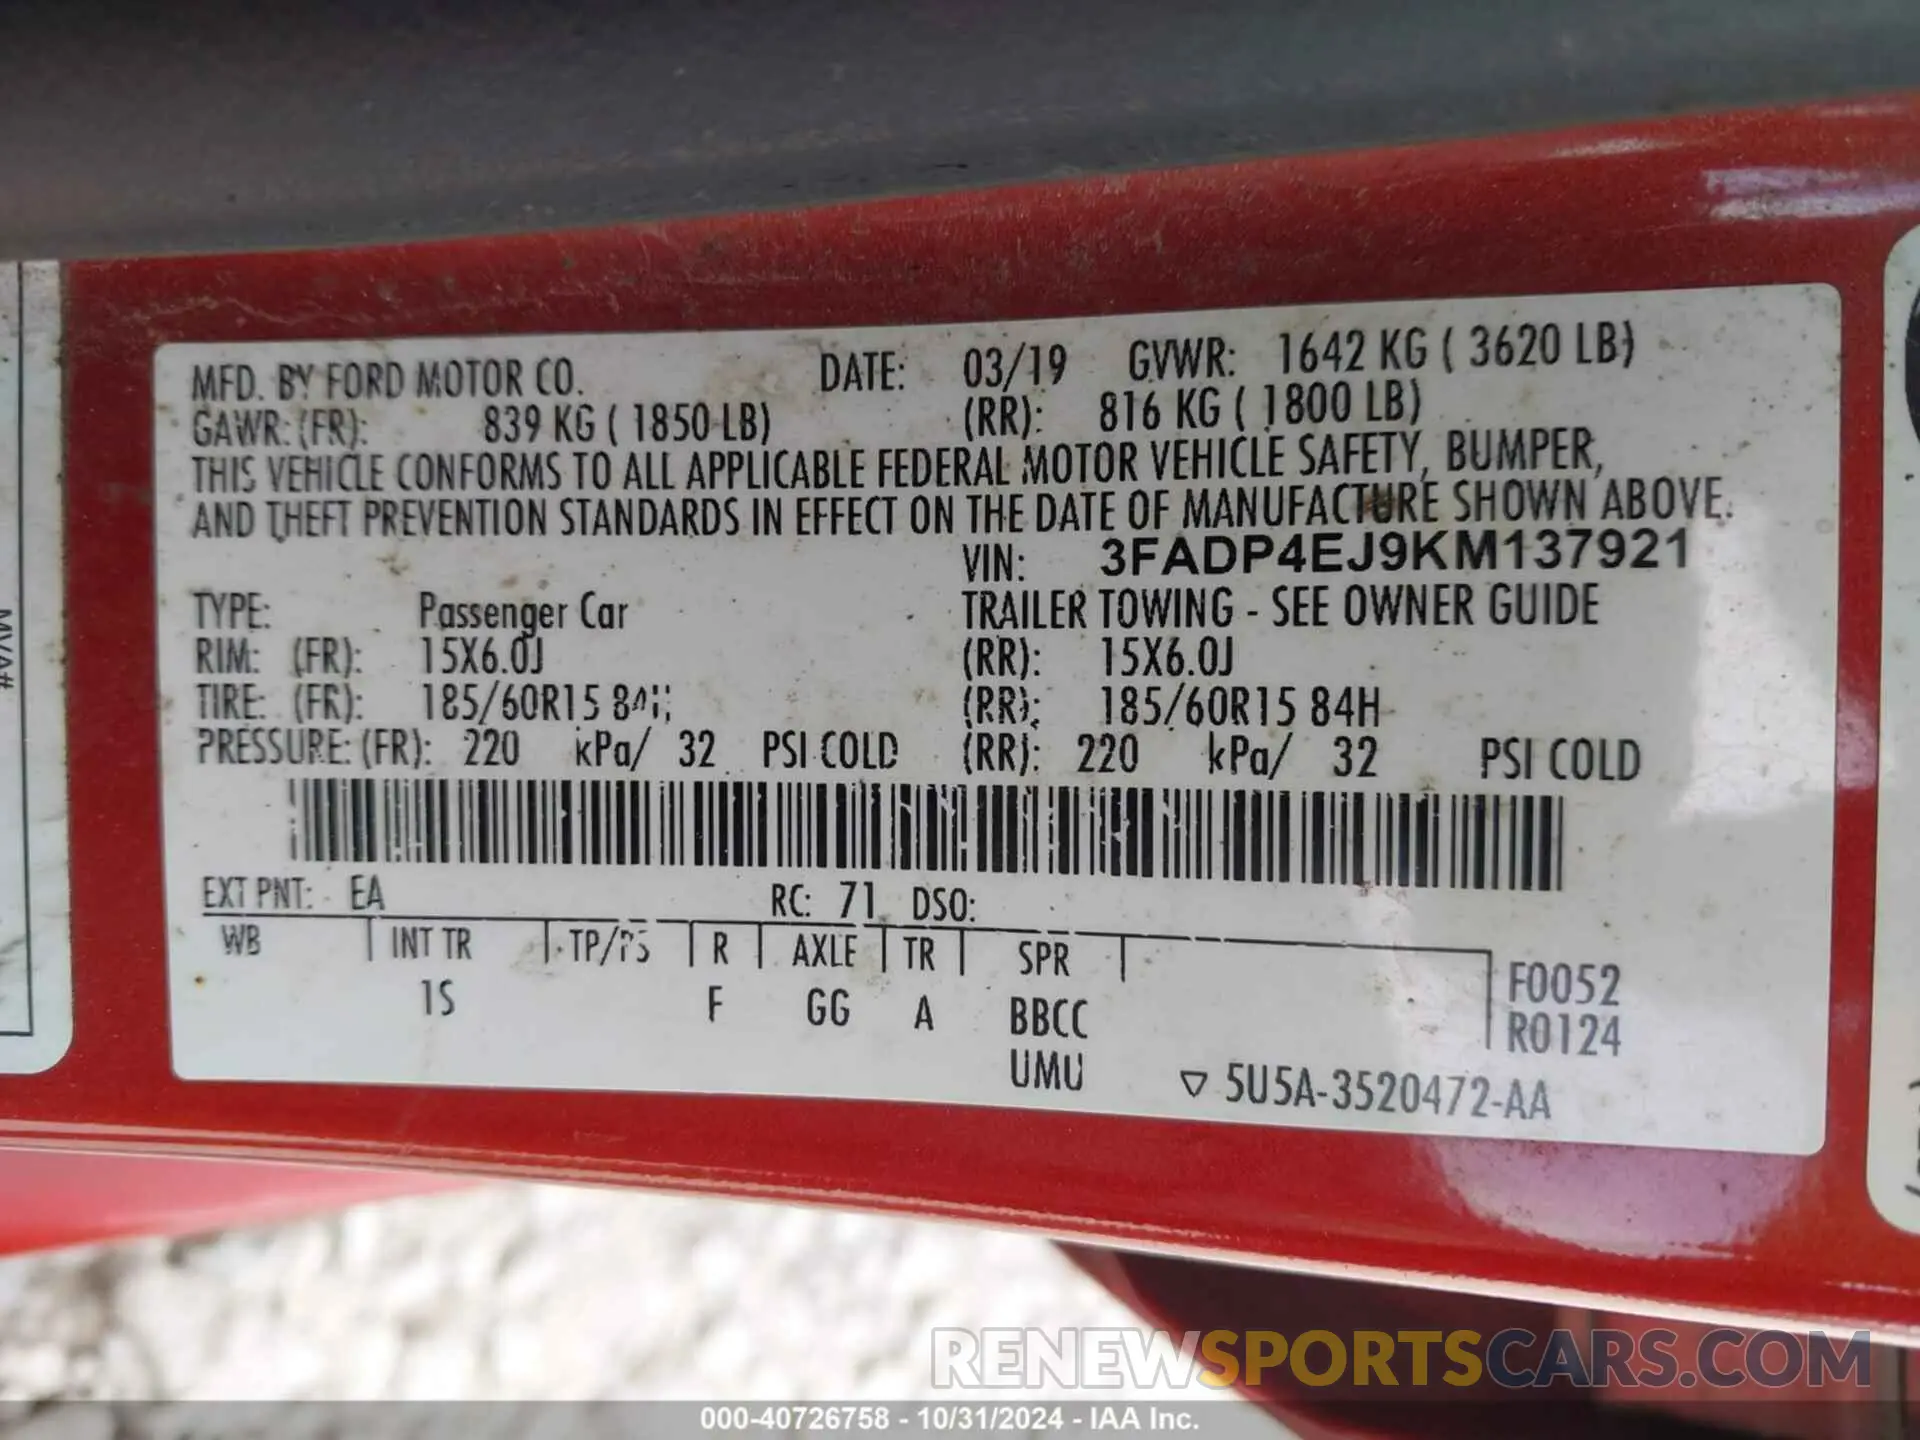 MFD. BY FORD MOTOR CO. DATE: 03/19 GVWR: 1642 KG ( 3620 LB)
GAWR: (FR): 839 KG ( 1850 LB) (RR): 816 KG ( 1800 LB)
THIS VEHICLE CONFORMS TO ALL APPLICABLE FEDERAL MOTOR VEHICLE SAFETY, BUMPER,
AND THEFT PREVENTION STANDARDS IN EFFECT ON THE DATE OF MANUFACTURE SHOWN ABOVE.
VIN: 3FADP4EJ9KM137921
TYPE: Passenger Car TRAILER TOWING - SEE OWNER GUIDE
RIM: (FR): 15X6.0J (RR): 15X6.0J
TIRE: (FR): 185/60R15 84H (RR): 185/60R15 84H
PRESSURE: (FR): 220 kPa/ 32 PSI COLD (RR): 220 kPa/ 32 PSI COLD
EXT PNT: EA RC: 71 DSO:
WB INT TR TP/PS R AXLE TR SPR
1S F GG A BBCC
UMU
F0052
R0124
▽ 5U5A-3520472-AA
MVA#
RENEWSPORTSCARS.COM
000-40726758 - 10/31/2024 - IAA Inc.